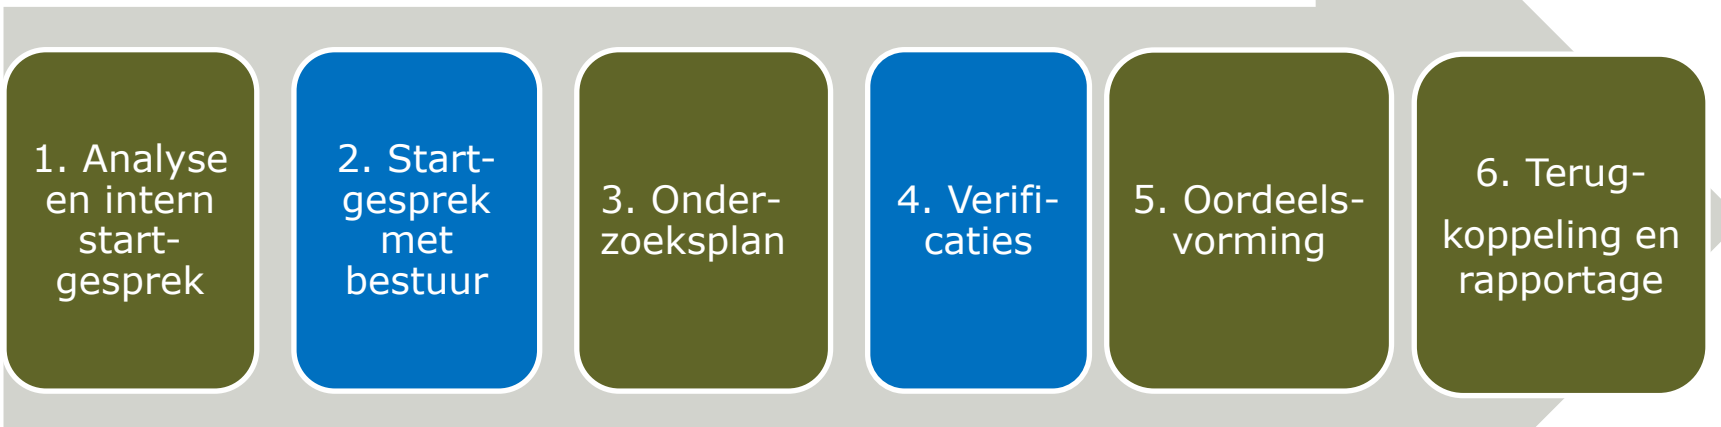 1. Analyse
en intern
start-
gesprek
2. Start-
gesprek
met
bestuur
3. Onder-
zoeksplan
4. Verifi-
caties
5. Oordeels-
vorming
6. Terug-
koppeling en
rapportage